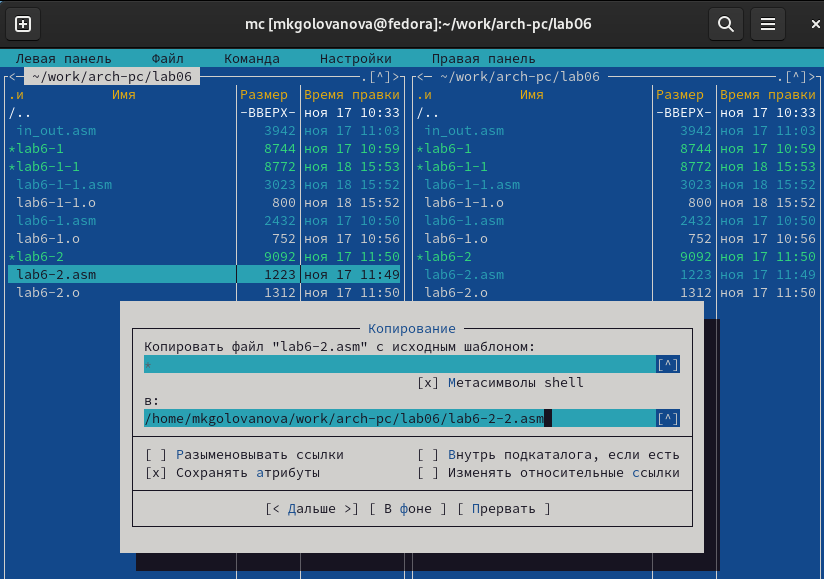 mc [mkgolovanova@fedora]:~/work/arch-pc/lab06
Левая панель Файл Команда Настройки Правая панель
<─ ~/work/arch-pc/lab06 ─.[^]>
.и Имя Размер Время правки
/.. -ВВЕРХ- ноя 17 10:33
in_out.asm 3942 ноя 17 11:03
*lab6-1 8744 ноя 17 10:59
*lab6-1-1 8772 ноя 18 15:53
lab6-1-1.asm 3023 ноя 18 15:52
lab6-1-1.o 800 ноя 18 15:52
lab6-1.asm 2432 ноя 17 10:50
lab6-1.o 752 ноя 17 10:56
*lab6-2 9092 ноя 17 11:50
lab6-2.asm 1223 ноя 17 11:49
lab6-2.o 1312 ноя 17 11:50
<─ ~/work/arch-pc/lab06 ─.[^]>
.и Имя Размер Время правки
/.. -ВВЕРХ- ноя 17 10:33
in_out.asm 3942 ноя 17 11:03
*lab6-1 8744 ноя 17 10:59
*lab6-1-1 8772 ноя 18 15:53
lab6-1-1.asm 3023 ноя 18 15:52
lab6-1-1.o 800 ноя 18 15:52
lab6-1.asm 2432 ноя 17 10:50
lab6-1.o 752 ноя 17 10:56
*lab6-2 9092 ноя 17 11:50
lab6-2.asm 1223 ноя 17 11:49
lab6-2.o 1312 ноя 17 11:50
Копирование
Копировать файл "lab6-2.asm" с исходным шаблоном:
* [^]
[x] Метасимволы shell
в:
/home/mkgolovanova/work/arch-pc/lab06/lab6-2-2.asm [^]
[ ] Разыменовывать ссылки [ ] Внутрь подкаталога, если есть
[x] Сохранять атрибуты [ ] Изменять относительные ссылки
[< Дальше >] [ В фоне ] [ Прервать ]